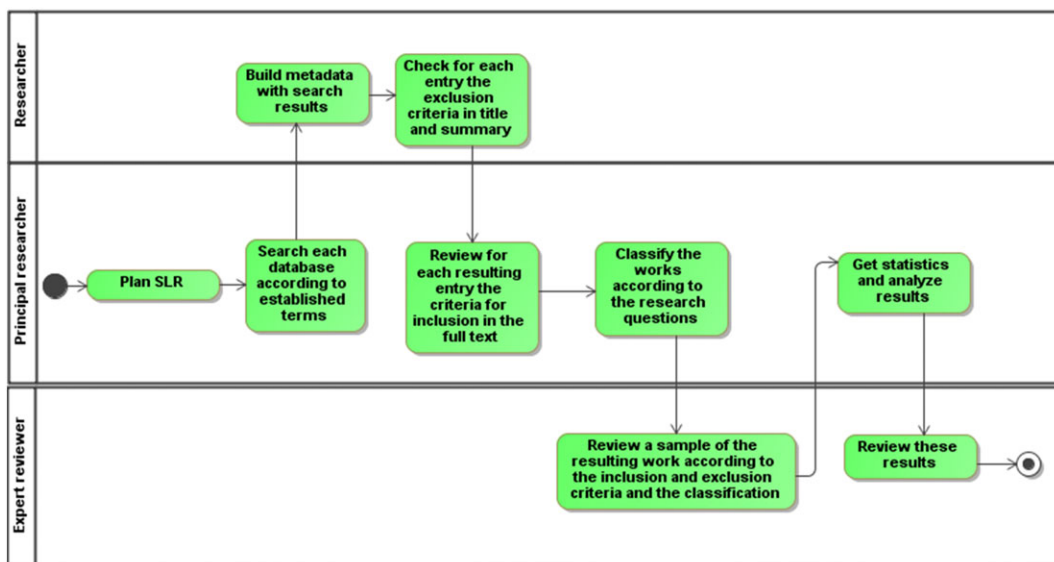 Researcher
Build metadata
with search
results
Check for each
entry the
exclusion
criteria in title
and summary
Principal researcher
Plan SLR
Search each
database
according to
established
terms
Review for
each resulting
entry the
criteria for
inclusion in the
full text
Classify the
works
according to
the research
questions
Get statistics
and analyze
results
Expert reviewer
Review a sample of the
resulting work according to
the inclusion and exclusion
criteria and the classification
Review these
results